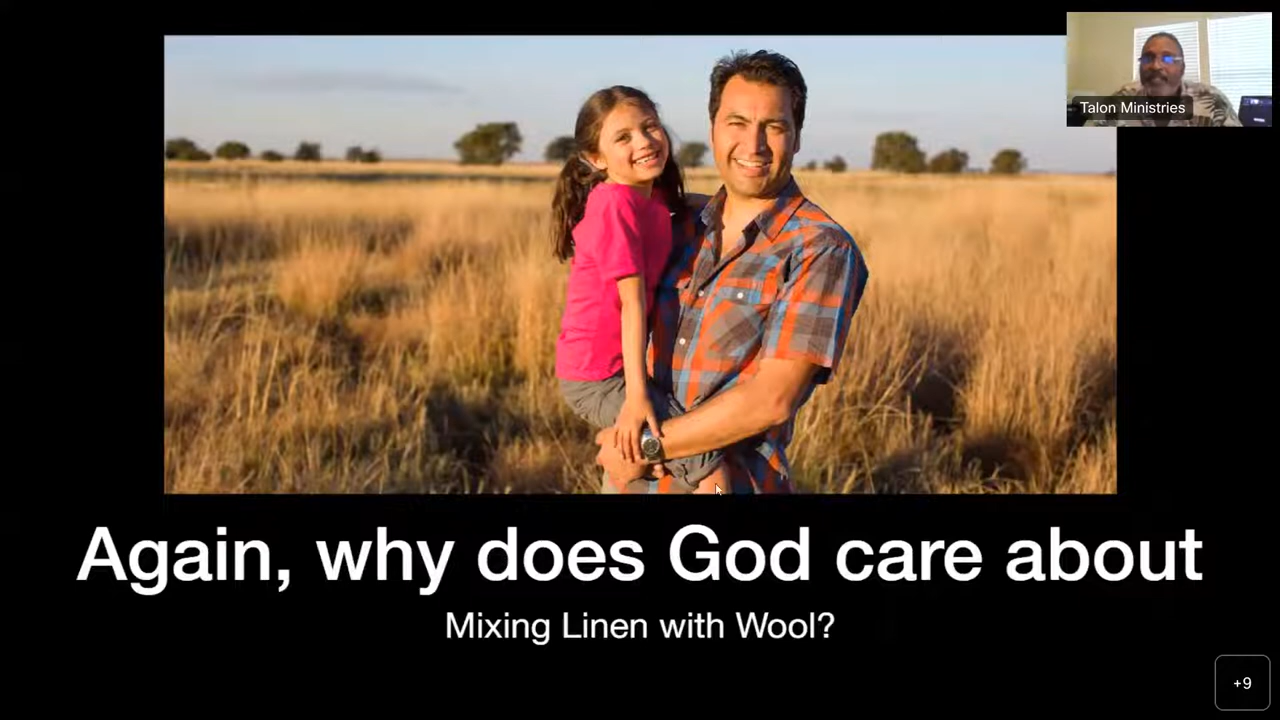 Talon Ministries
Again, why does God care about
Mixing Linen with Wool?
+9